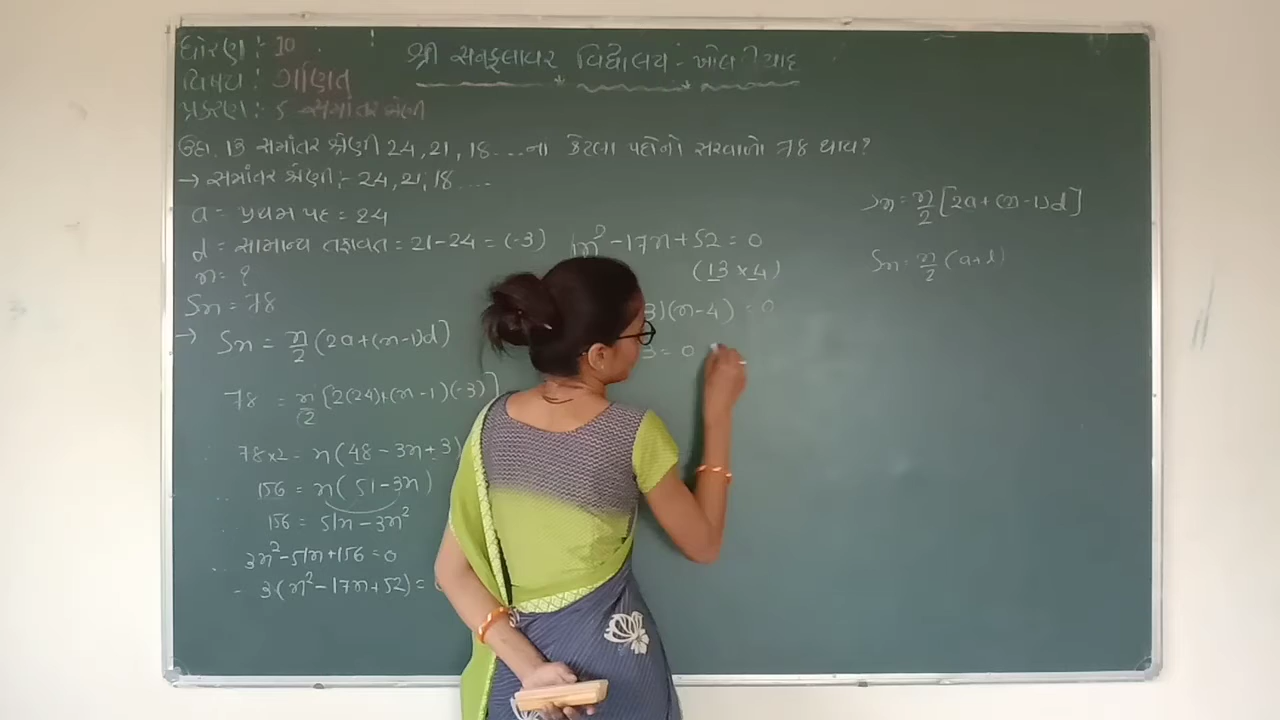 ધોરણ :- 10
શ્રી સનફલાવર વિદ્યાલય :-
વિષય : ગણિત
પ્રકરણ :- 5 સમાંતર શ્રેણી
ઉદા. 13 સમાંતર શ્રેણી 24, 21, 18 .... ના કેટલા પદોનો સરવાળો 78 થાય?
→ સમાંતર શ્રેણી :- 24, 21, 18 ....
a = પ્રથમ પદ = 24
d = સામાન્ય તફાવત = 21 - 24 = (-3)
n = ?
Sn = 78
→ Sn = n/2 (2a + (n - 1)d]
78 = n/2 [2(24) + (n - 1)(-3)]
78×2 = n(48 - 3n + 3)
156 = n(51 - 3n)
156 = 51n - 3n²
3n² - 51n + 156 = 0
3(n² - 17n + 52) =
n² - 17n + 52 = 0
(13 × 4)
3)(n - 4) = 0
3 = 0
Sn = n/2 [2a + (n - 1)d]
Sn = n/2 (a + l)